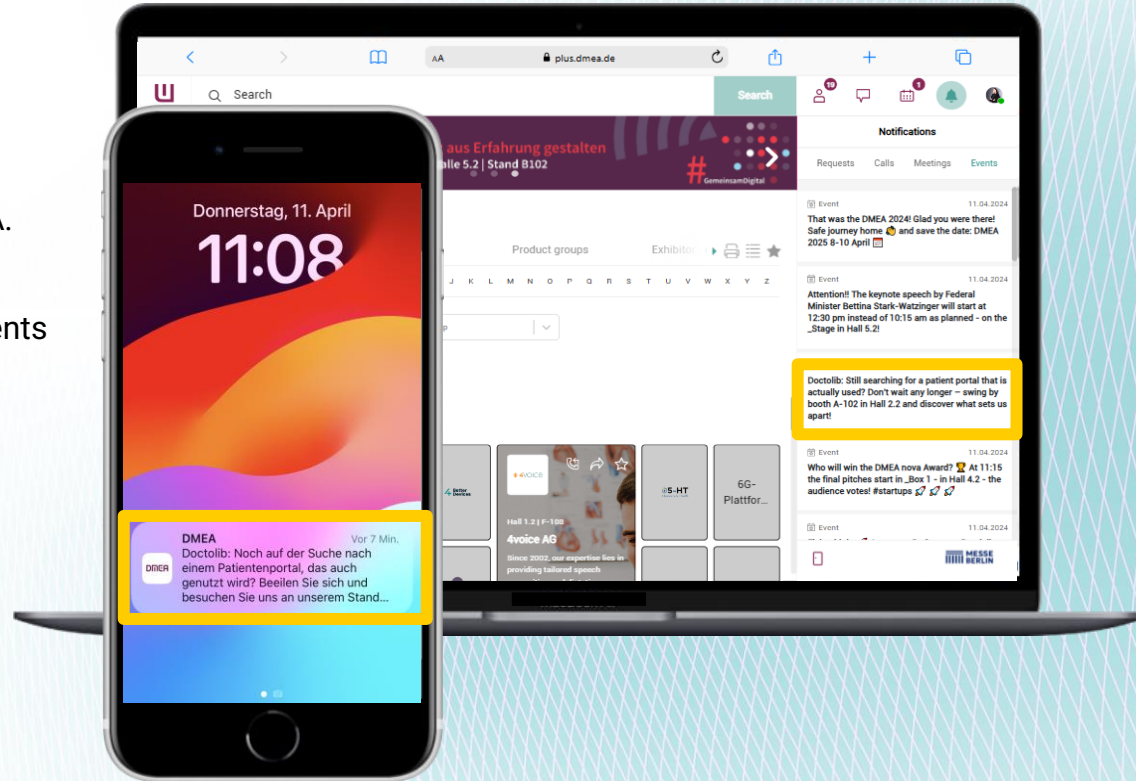 A.
ents
AA
plus.dmea.de
Search
Search
19
1
aus Erfahrung gestalten
alle 5.2 | Stand B102
#
GemeinsamDigital
Notifications
Requests Calls Meetings Events
Event 11.04.2024
That was the DMEA 2024! Glad you were there!
Safe journey home and save the date: DMEA
2025 8-10 April
Event 11.04.2024
Attention!! The keynote speech by Federal
Minister Bettina Stark-Watzinger will start at
12:30 pm instead of 10:15 am as planned - on the
_Stage in Hall 5.2!
Doctolib: Still searching for a patient portal that is
actually used? Don't wait any longer – swing by
booth A-102 in Hall 2.2 and discover what sets us
apart!
Event 11.04.2024
Who will win the DMEA nova Award? 🏆 At 11:15
the final pitches start in _Box 1 - in Hall 4.2 - the
audience votes! #startups 🚀 🚀 🚀
Event 11.04.2024
MESSE
BERLIN
Product groups
Exhibitor
J K L M N O P Q R S T U V W X Y Z
p
Better
Devices
4VOICE
Hall 1.2 | F-108
4voice AG
Since 2002, our expertise lies in
providing tailored speech
5-HT
6G-
Plattfor...
Donnerstag, 11. April
11:08
DMEA
DMEA
Vor 7 Min.
Doctolib: Noch auf der Suche nach
einem Patientenportal, das auch
genutzt wird? Beeilen Sie sich und
besuchen Sie uns an unserem Stand...